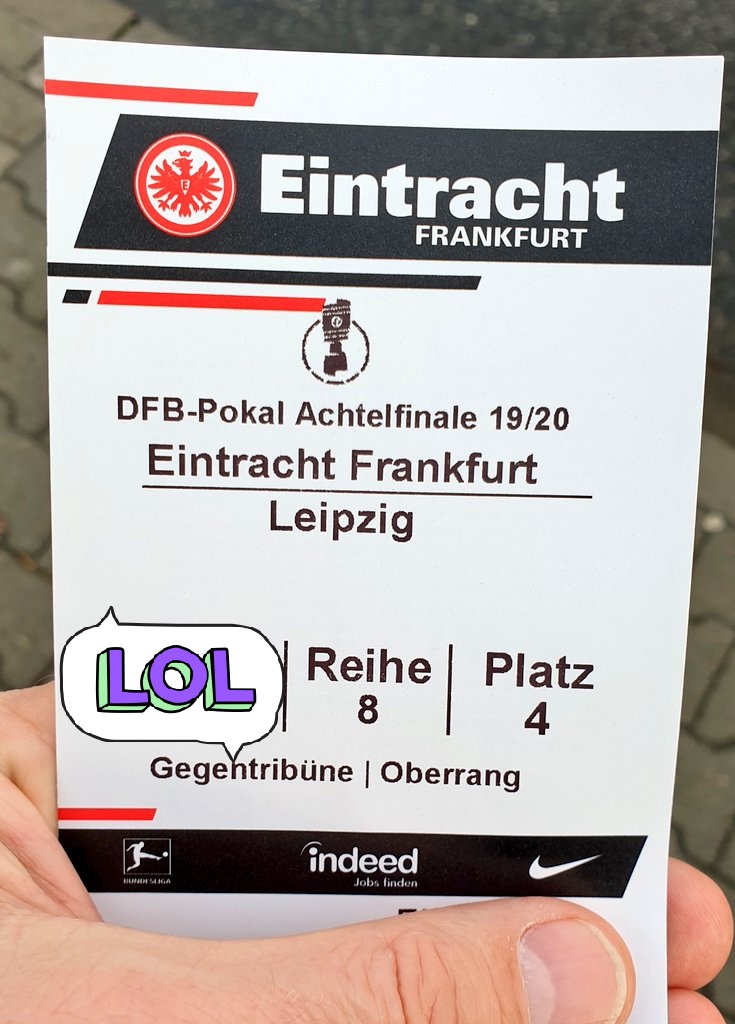 Eintracht
FRANKFURT
DFB-Pokal Achtelfinale 19/20
Eintracht Frankfurt
Leipzig
LOL
Reihe
8
Platz
4
Gegentribüne | Oberrang
BUNDESLIGA
indeed
Jobs finden